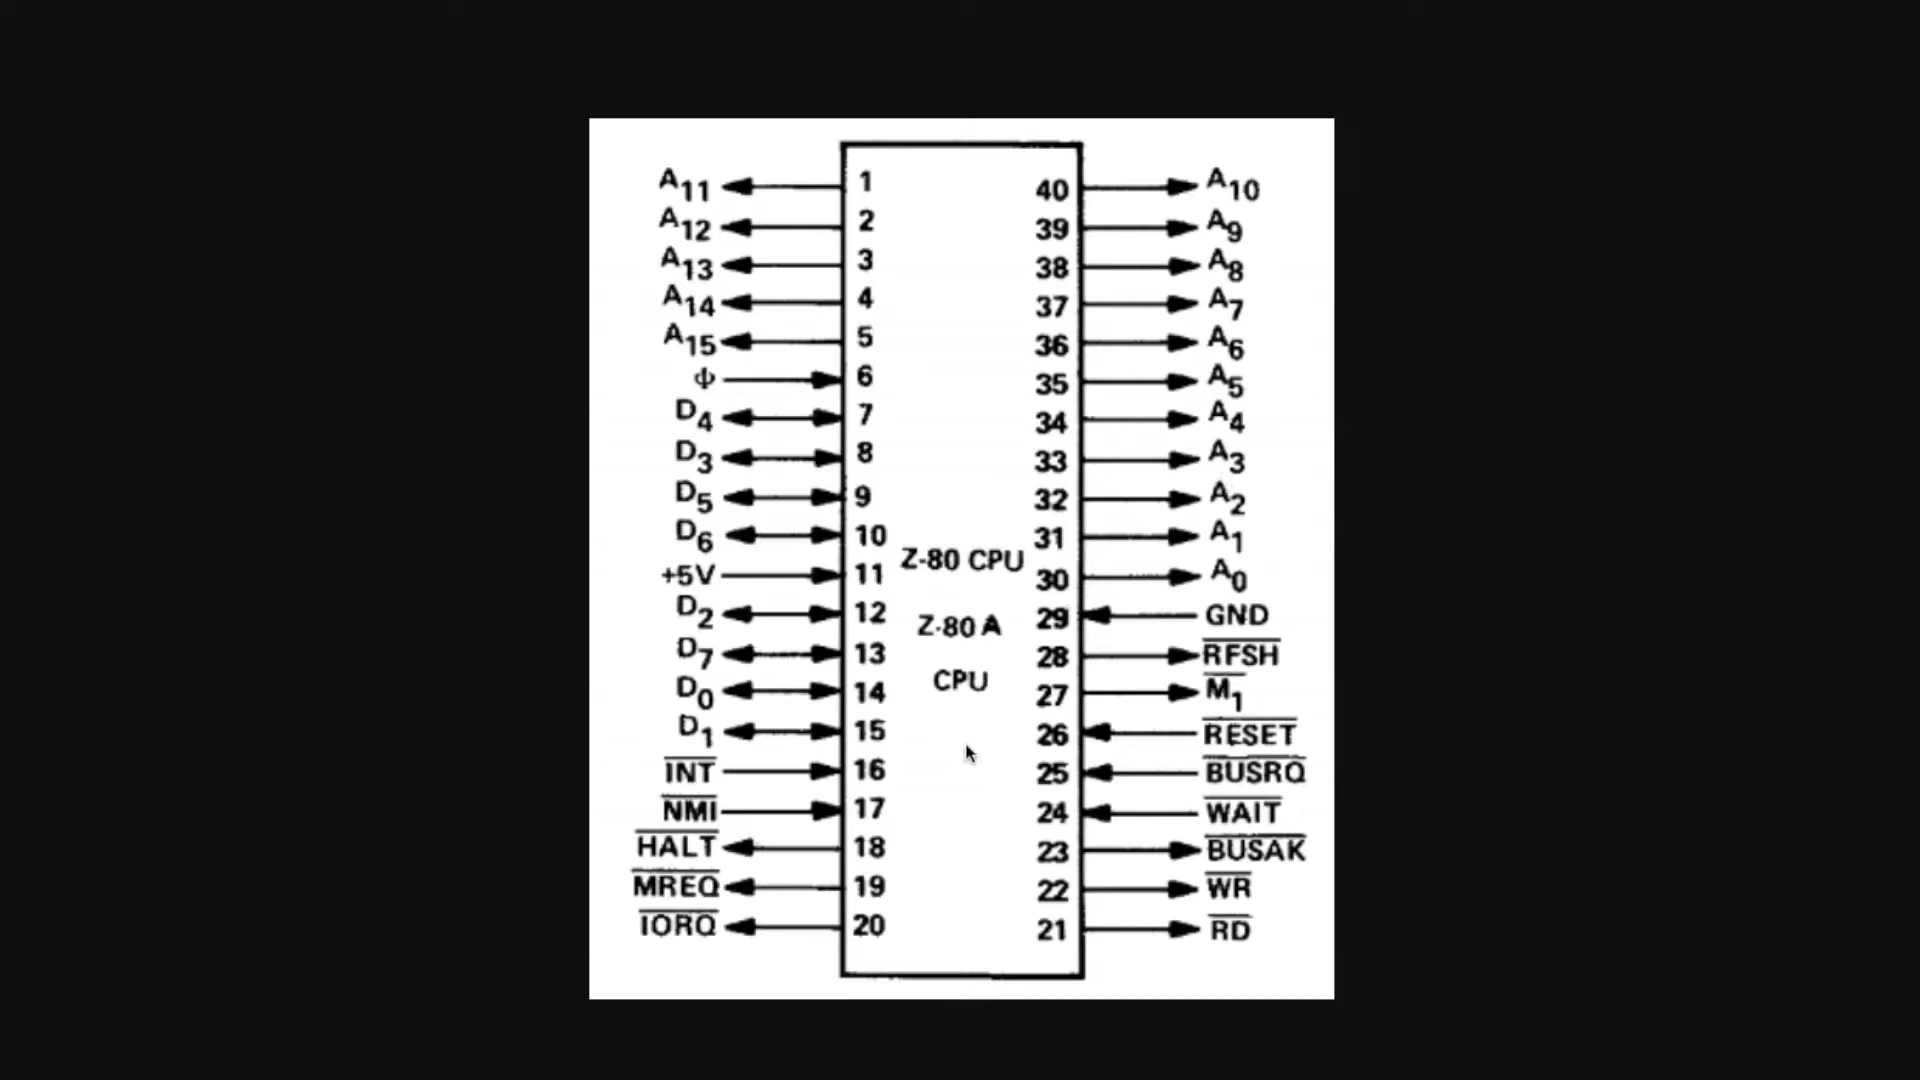 A11 1 40 A10
A12 2 39 A9
A13 3 38 A8
A14 4 37 A7
A15 5 36 A6
Φ 6 35 A5
D4 7 34 A4
D3 8 33 A3
D5 9 32 A2
D6 10 31 A1
Z-80 CPU
+5V 11 30 A0
D2 12 29 GND
Z-80 A
D7 13 28 RFSH
CPU
D0 14 27 M1
D1 15 26 RESET
INT 16 25 BUSRQ
NMI 17 24 WAIT
HALT 18 23 BUSAK
MREQ 19 22 WR
IORQ 20 21 RD